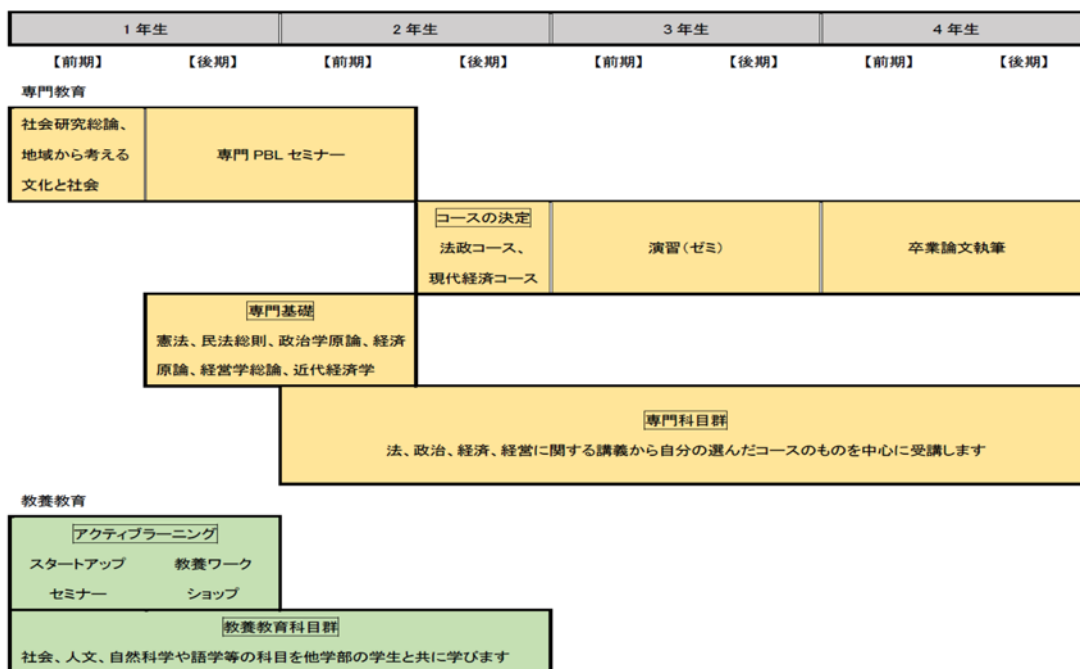 1年生 2年生 3年生 4年生
【前期】 【後期】 【前期】 【後期】 【前期】 【後期】 【前期】 【後期】
専門教育
社会研究総論、
地域から考える
文化と社会
専門 PBL セミナー
コースの決定
法政コース、
現代経済コース
演習(ゼミ)
卒業論文執筆
専門基礎
憲法、民法総則、政治学原論、経済
原論、経営学総論、近代経済学
専門科目群
法、政治、経済、経営に関する講義から自分の選んだコースのものを中心に受講します
教養教育
アクティブラーニング
スタートアップ
セミナー
教養ワーク
ショップ
教養教育科目群
社会、人文、自然科学や語学等の科目を他学部の学生と共に学びます